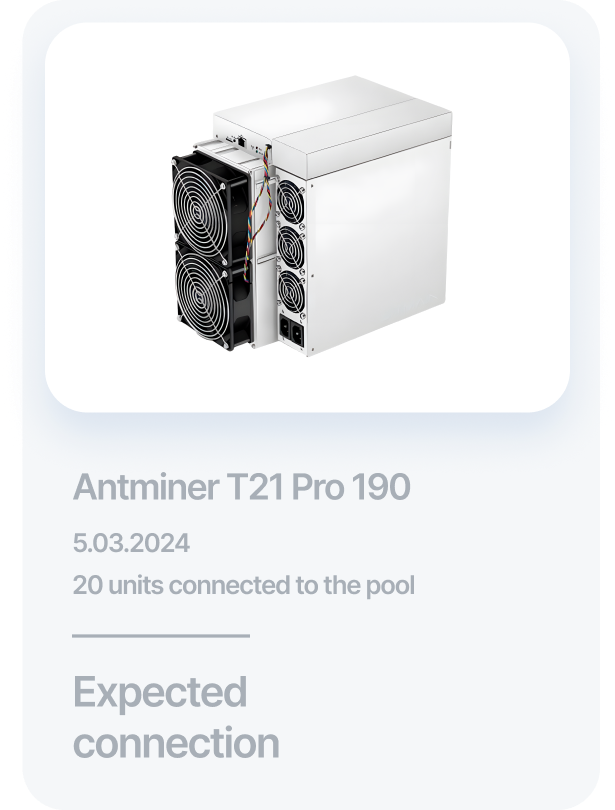 Antminer T21 Pro 190
5.03.2024
20 units connected to the pool
Expected
connection